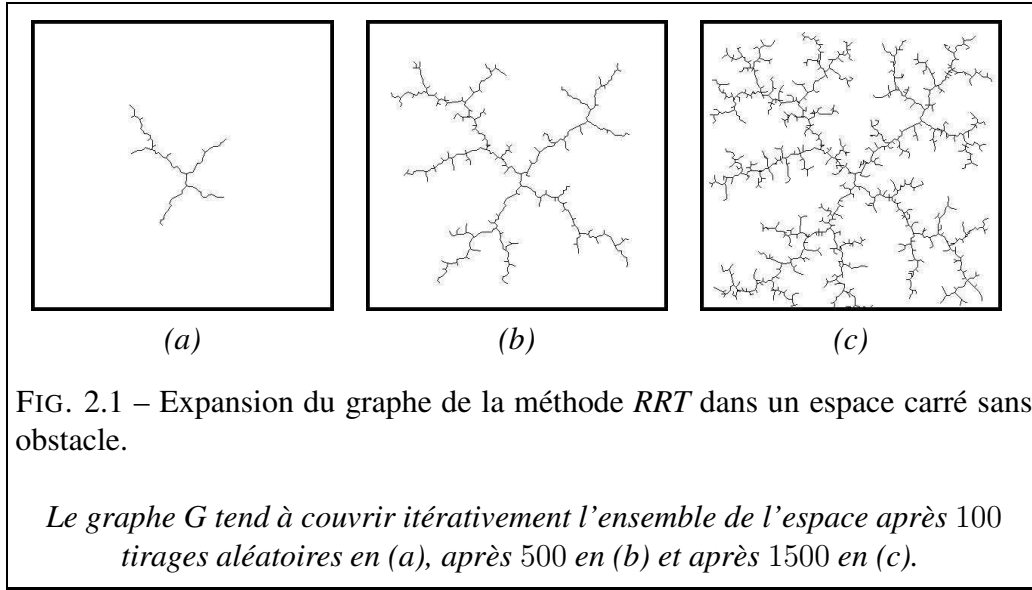 (a)
(b)
(c)
FIG. 2.1 – Expansion du graphe de la méthode RRT dans un espace carré sans
obstacle.
Le graphe G tend à couvrir itérativement l'ensemble de l'espace après 100
tirages aléatoires en (a), après 500 en (b) et après 1500 en (c).